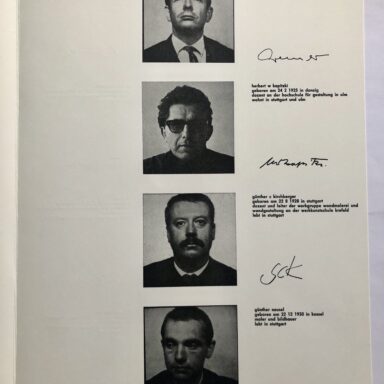 herbert w kapitzki
geboren am 24 2 1925 in danzig
dozent an der hochschule für gestaltung in ulm
wohnt in stuttgart und ulm
günther c kirchberger
geboren am 22 8 1928 in stuttgart
dozent und leiter der werkgruppe wandmalerei und
wandgestaltung an der werkkunstschule krefeld
lebt in stuttgart
GCK
günther neusel
geboren am 22 12 1930 in kassel
maler und bildhauer
lebt in stuttgart